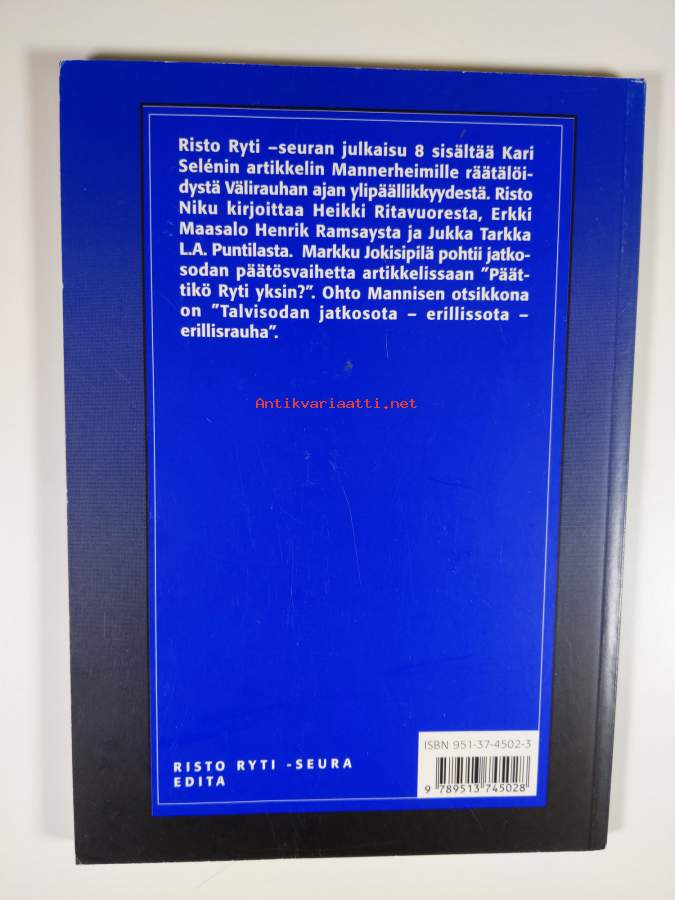 Risto Ryti –seuran julkaisu 8 sisältää Kari
Selénin artikkelin Mannerheimille räätälöi-
dystä Välirauhan ajan ylipäällikkyydestä. Risto
Niku kirjoittaa Heikki Ritavuoresta, Erkki
Maasalo Henrik Ramsaysta ja Jukka Tarkka
L.A. Puntilasta. Markku Jokisipilä pohtii jatko-
sodan päätösvaihetta artikkelissaan ”Päät-
tikö Ryti yksin?”. Ohto Mannisen otsikkona
on ”Talvisodan jatkosota – erillissota –
erillisrauha”.
Antikvariaatti.net
ISBN 951-37-4502-3
RISTO RYTI -SEURA
EDITA
9 789513 745028